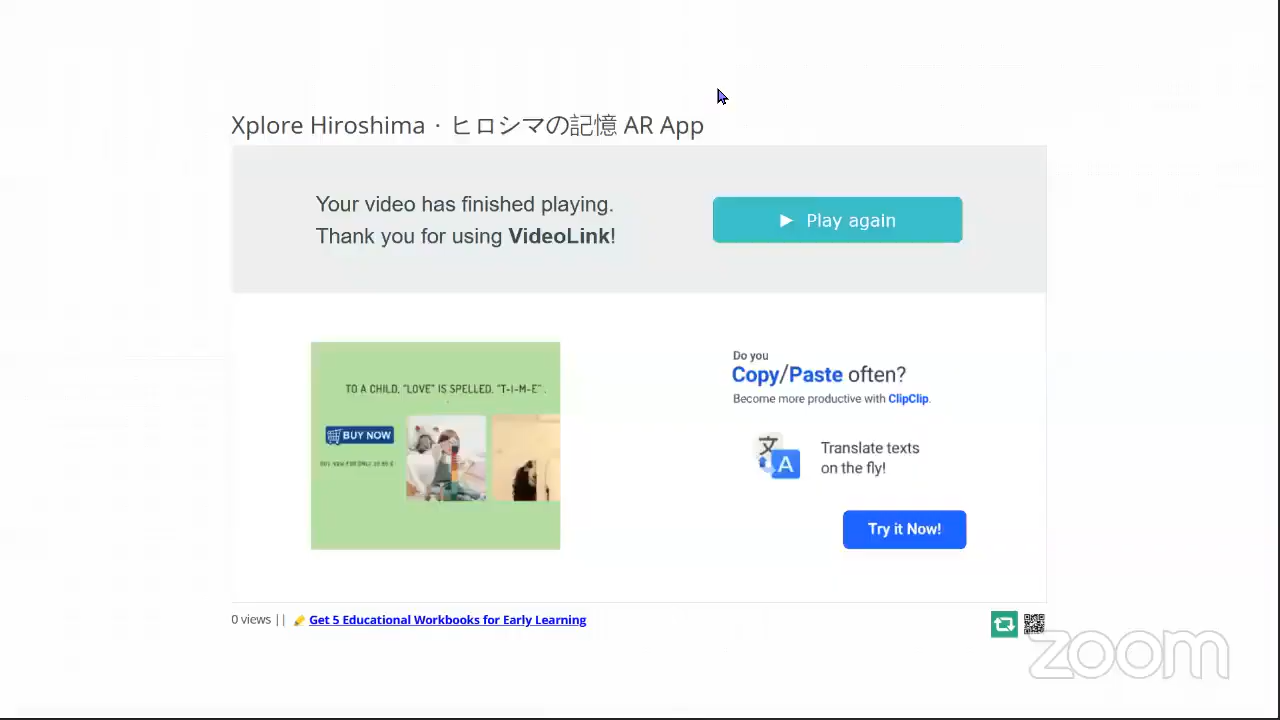 Xplore Hiroshima · ヒロシマの記憶 AR App
Your video has finished playing.
Thank you for using VideoLink!
Play again
TO A CHILD, "LOVE" IS SPELLED, "T-I-M-E" .
BUY NOW
Do you
Copy/Paste often?
Become more productive with ClipClip.
文
A
Translate texts
on the fly!
Try it Now!
0 views || Get 5 Educational Workbooks for Early Learning
zoom